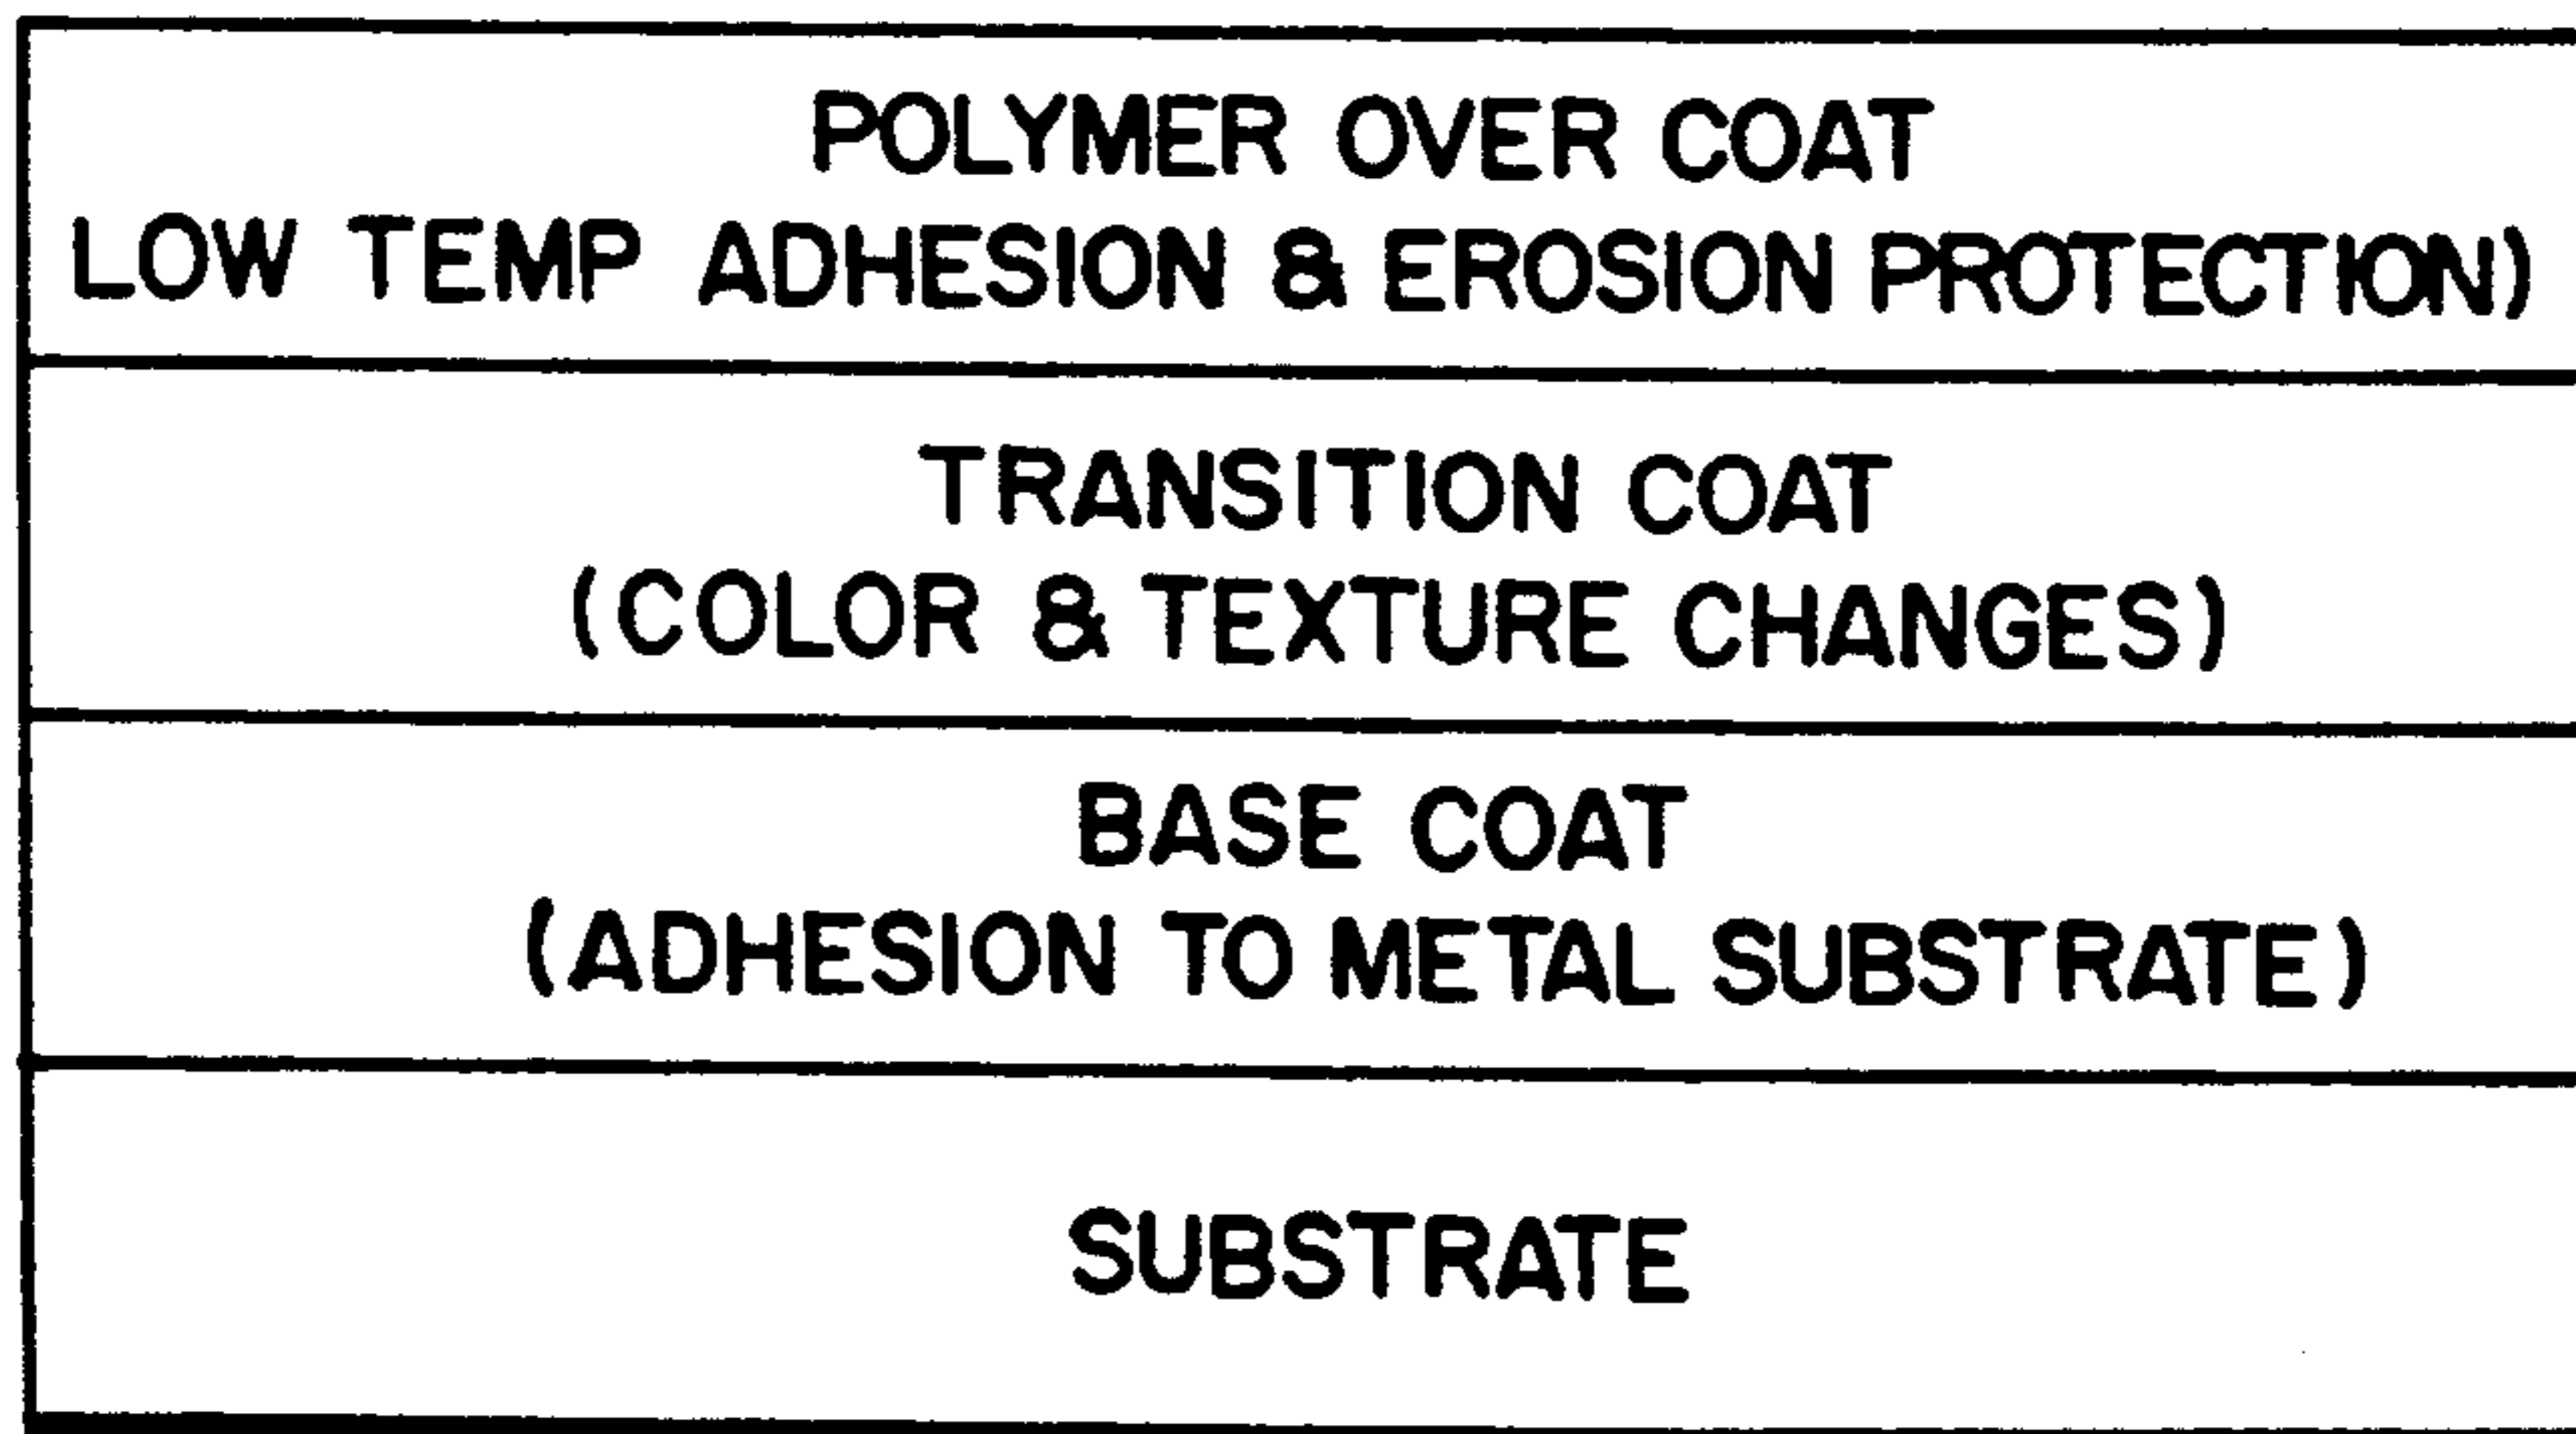 POLYMER OVER COAT
LOW TEMP ADHESION & EROSION PROTECTION)
TRANSITION COAT
(COLOR & TEXTURE CHANGES)
BASE COAT
(ADHESION TO METAL SUBSTRATE)
SUBSTRATE